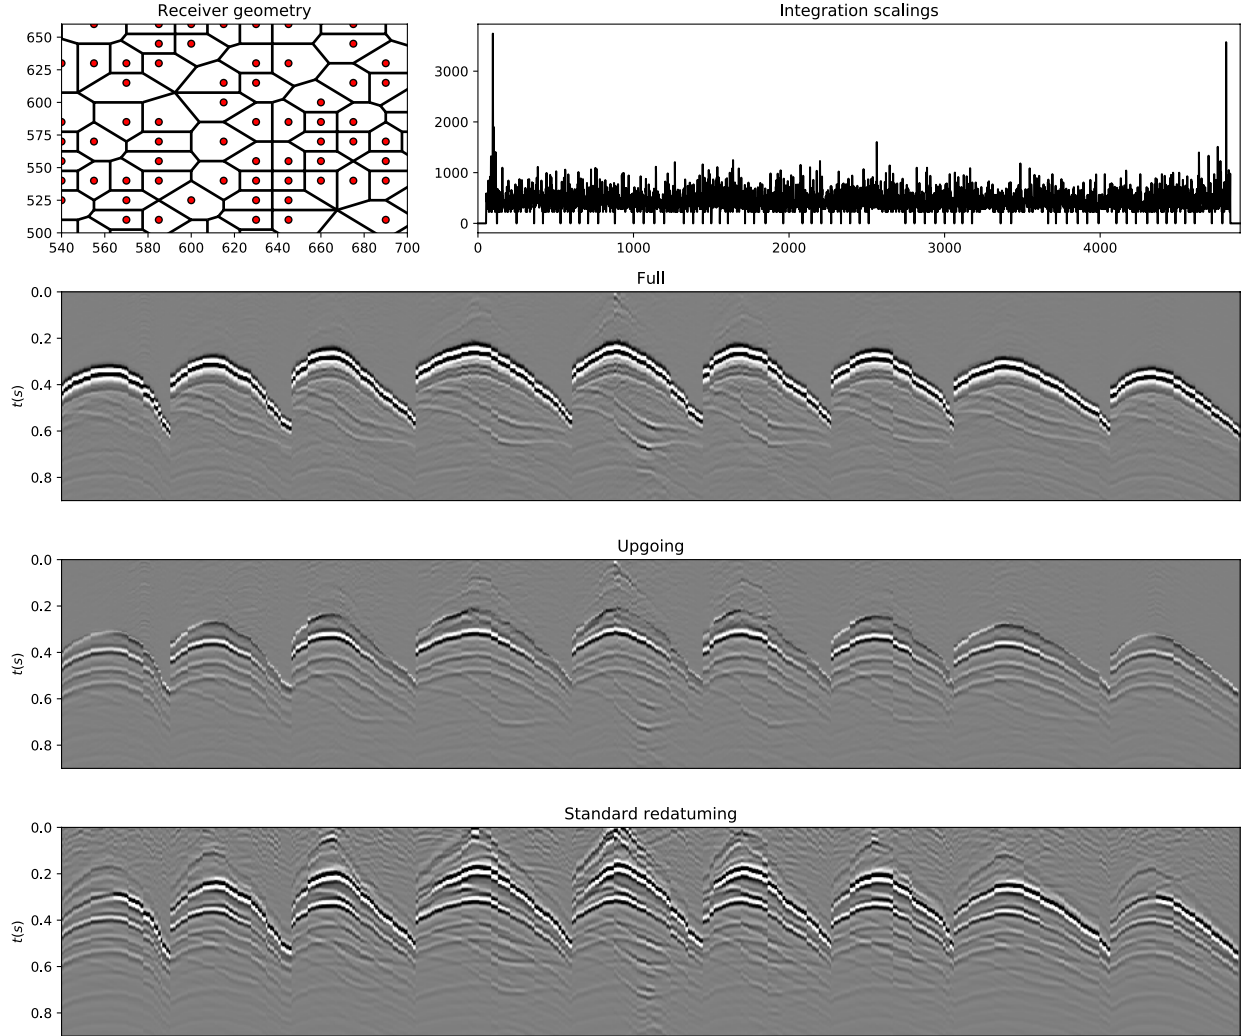 Receiver geometry
650
625
600
575
550
525
500
540 560 580 600 620 640 660 680 700
Integration scalings
3000
2000
1000
0
0 1000 2000 3000 4000
Full
0.0
0.2
0.4
0.6
0.8
t(s)
Upgoing
0.0
0.2
0.4
0.6
0.8
t(s)
Standard redatuming
0.0
0.2
0.4
0.6
0.8
t(s)